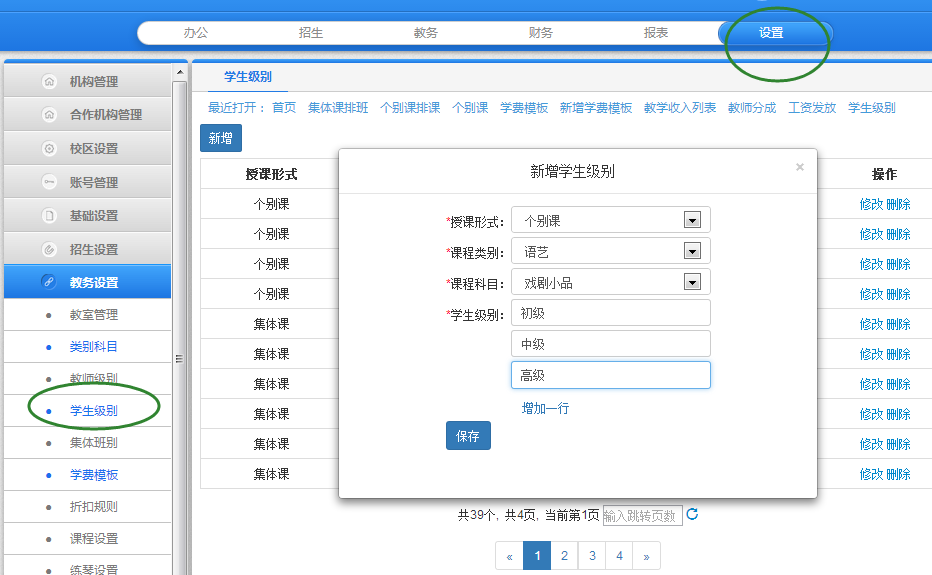 办公 招生 教务 财务 报表 设置
机构管理
合作机构管理
校区设置
账号管理
基础设置
招生设置
教务设置
教室管理
类别科目
教师级别
学生级别
集体班别
学费模板
折扣规则
课程设置
练琴设置
学生级别
最近打开： 首页 集体课排班 个别课排课 个别课 学费模板 新增学费模板 教学收入列表 教师分成 工资发放 学生级别
新增
授课形式 操作
个别课 修改 删除
个别课 修改 删除
个别课 修改 删除
个别课 修改 删除
集体课 修改 删除
集体课 修改 删除
集体课 修改 删除
集体课 修改 删除
集体课 修改 删除
集体课 修改 删除
新增学生级别 ×
*授课形式： 个别课
*课程类别： 语艺
*课程科目： 戏剧小品
*学生级别： 初级
中级
高级
增加一行
保存
共39个, 共4页, 当前第1页 输入跳转页数
« 1 2 3 4 »